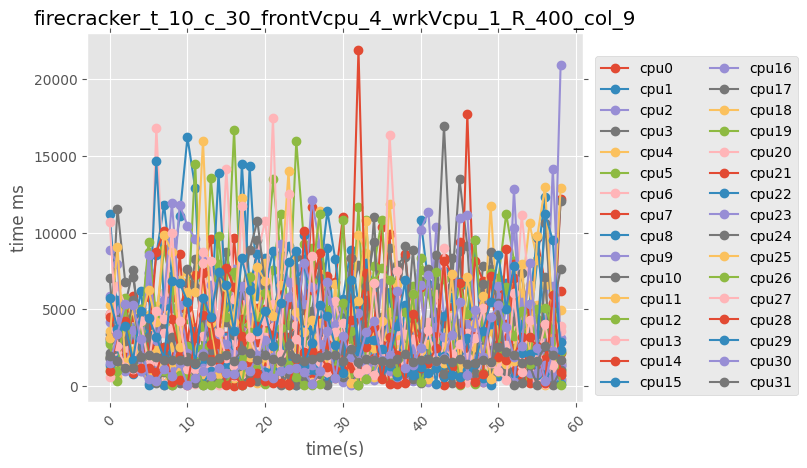 firecracker_t_10_c_30_frontVcpu_4_wrkVcpu_1_R_400_col_9
time ms
20000
15000
10000
5000
0
0
10
20
30
40
50
60
time(s)
cpu0
cpu1
cpu2
cpu3
cpu4
cpu5
cpu6
cpu7
cpu8
cpu9
cpu10
cpu11
cpu12
cpu13
cpu14
cpu15
cpu16
cpu17
cpu18
cpu19
cpu20
cpu21
cpu22
cpu23
cpu24
cpu25
cpu26
cpu27
cpu28
cpu29
cpu30
cpu31